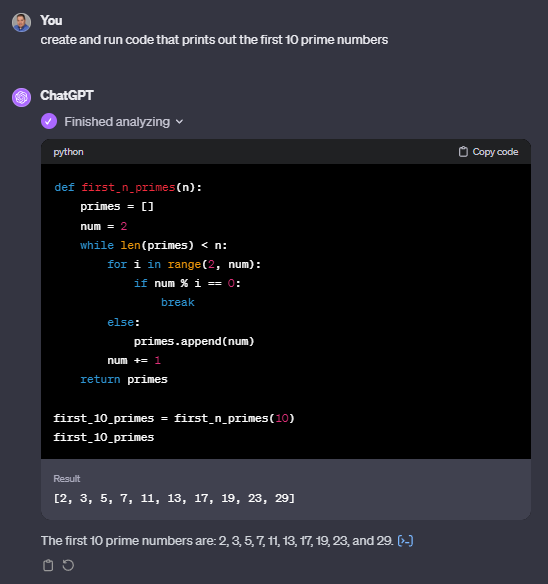 You
create and run code that prints out the first 10 prime numbers
ChatGPT
Finished analyzing
python
Copy code
def first_n_primes(n):
    primes = []
    num = 2
    while len(primes) < n:
        for i in range(2, num):
            if num % i == 0:
                break
        else:
            primes.append(num)
        num += 1
    return primes

first_10_primes = first_n_primes(10)
first_10_primes
Result
[2, 3, 5, 7, 11, 13, 17, 19, 23, 29]
The first 10 prime numbers are: 2, 3, 5, 7, 11, 13, 17, 19, 23, and 29. [>-]